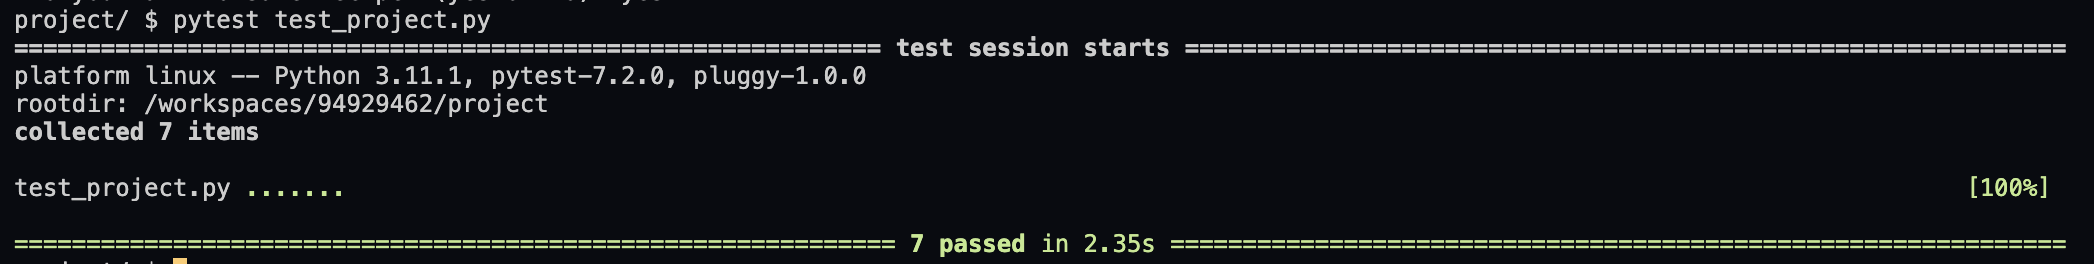 project/ $ pytest test_project.py
============================================================ test session starts =============================================================
platform linux -- Python 3.11.1, pytest-7.2.0, pluggy-1.0.0
rootdir: /workspaces/94929462/project
collected 7 items
test_project.py ....... [100%]
============================================================= 7 passed in 2.35s ==============================================================